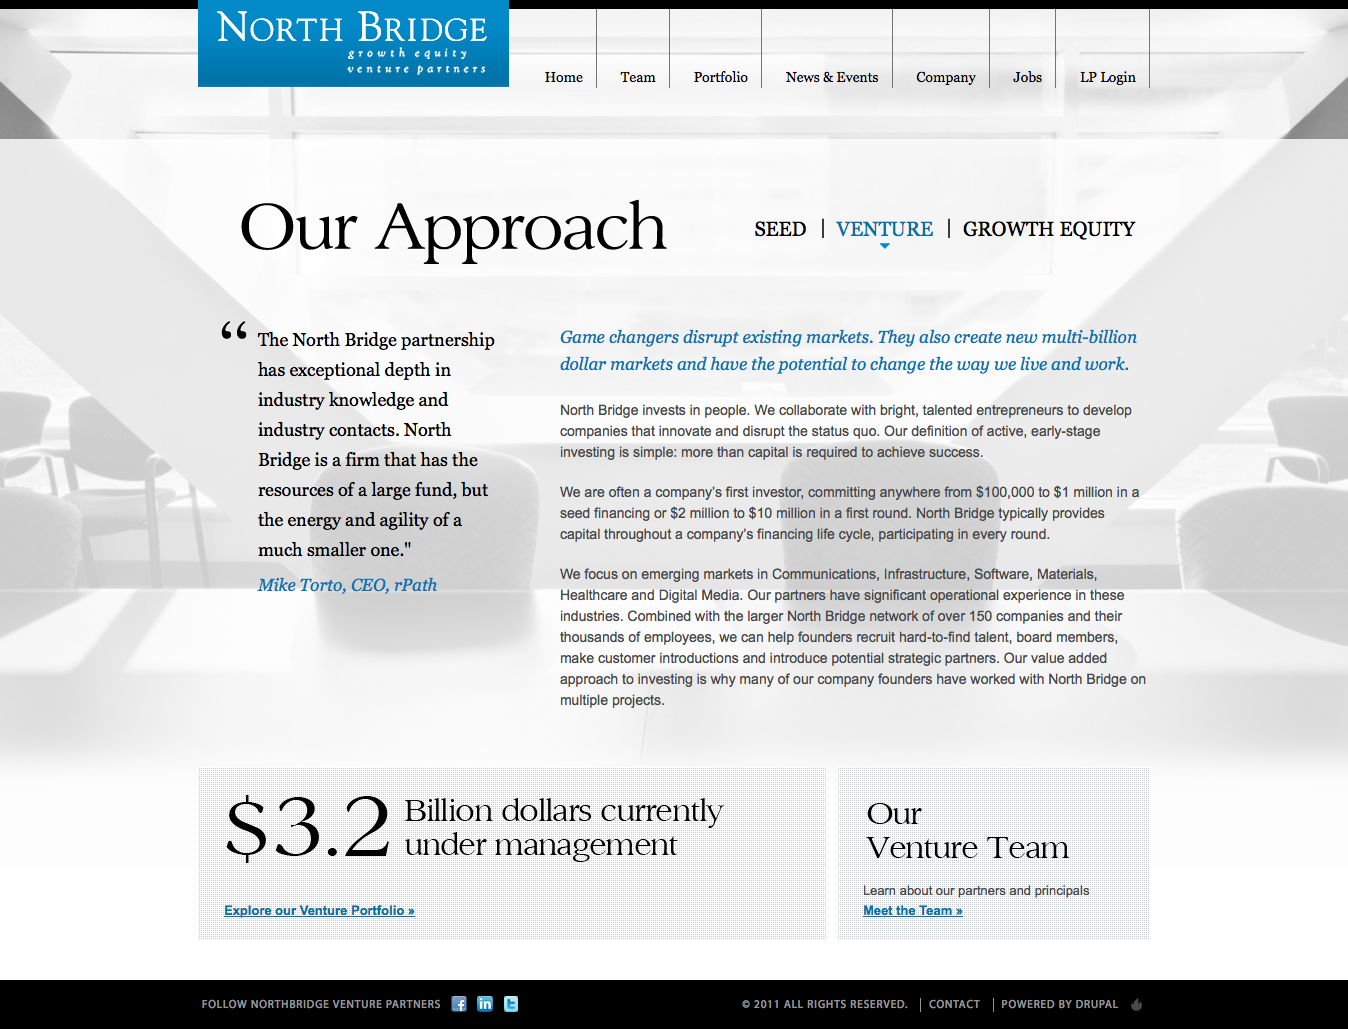 NORTH BRIDGE
growth equity
venture partners
Home
Team
Portfolio
News & Events
Company
Jobs
LP Login
Our Approach
SEED | VENTURE | GROWTH EQUITY
“ The North Bridge partnership
has exceptional depth in
industry knowledge and
industry contacts. North
Bridge is a firm that has the
resources of a large fund, but
the energy and agility of a
much smaller one."
Mike Torto, CEO, rPath
Game changers disrupt existing markets. They also create new multi-billion
dollar markets and have the potential to change the way we live and work.
North Bridge invests in people. We collaborate with bright, talented entrepreneurs to develop
companies that innovate and disrupt the status quo. Our definition of active, early-stage
investing is simple: more than capital is required to achieve success.
We are often a company’s first investor, committing anywhere from $100,000 to $1 million in a
seed financing or $2 million to $10 million in a first round. North Bridge typically provides
capital throughout a company’s financing life cycle, participating in every round.
We focus on emerging markets in Communications, Infrastructure, Software, Materials,
Healthcare and Digital Media. Our partners have significant operational experience in these
industries. Combined with the larger North Bridge network of over 150 companies and their
thousands of employees, we can help founders recruit hard-to-find talent, board members,
make customer introductions and introduce potential strategic partners. Our value added
approach to investing is why many of our company founders have worked with North Bridge on
multiple projects.
$3.2
Billion dollars currently
under management
Explore our Venture Portfolio »
Our
Venture Team
Learn about our partners and principals
Meet the Team »
FOLLOW NORTHBRIDGE VENTURE PARTNERS
© 2011 ALL RIGHTS RESERVED. | CONTACT | POWERED BY DRUPAL